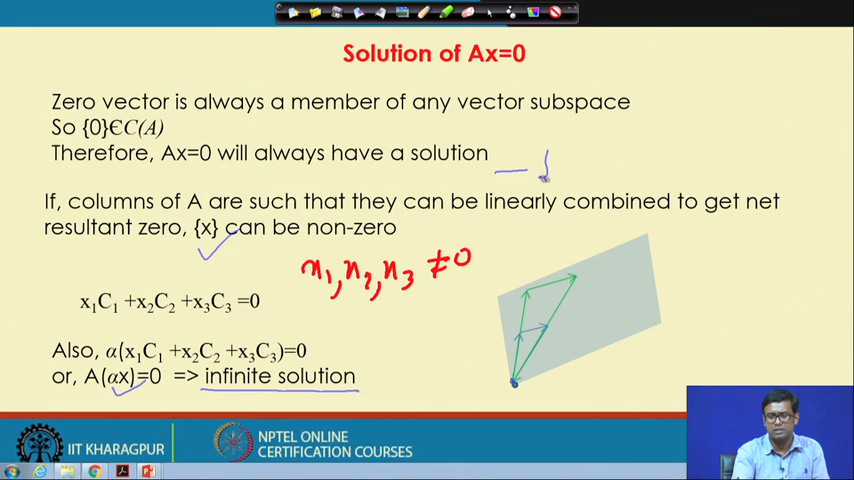 Solution of Ax=0
Zero vector is always a member of any vector subspace
So {0}ЄC(A)
Therefore, Ax=0 will always have a solution
If, columns of A are such that they can be linearly combined to get net
resultant zero, {x} can be non-zero
x₁, x₂, x₃ ≠ 0
x₁C₁ +x₂C₂ +x₃C₃ =0
Also, α(x₁C₁ +x₂C₂ +x₃C₃)=0
or, A(αx)=0 => infinite solution
IIT KHARAGPUR
NPTEL ONLINE
CERTIFICATION COURSES